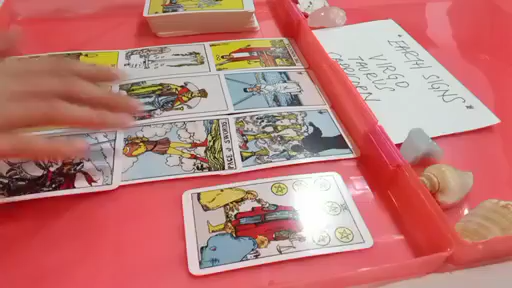 *EARTH SIGNS*
VIRGO
TAURUS
CAPRICORN
PAGE of SWORDS